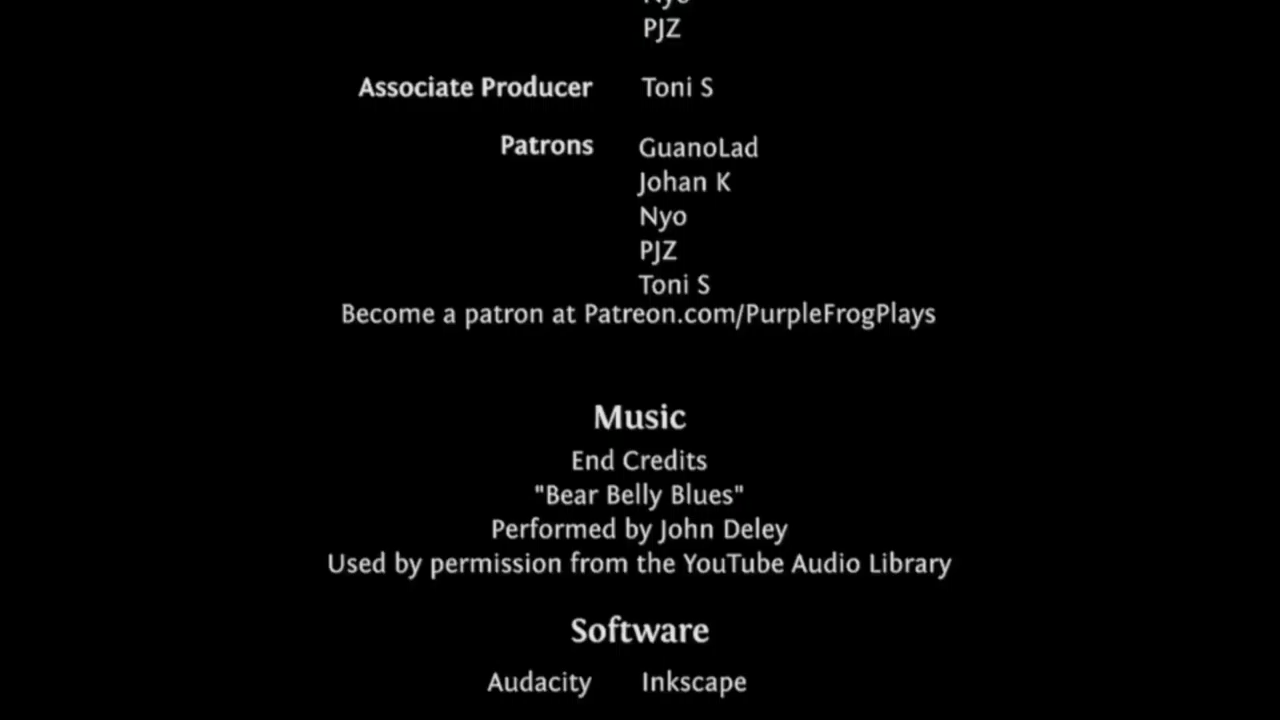 Nyo
PJZ
Associate Producer Toni S
Patrons GuanoLad
Johan K
Nyo
PJZ
Toni S
Become a patron at Patreon.com/PurpleFrogPlays
Music
End Credits
"Bear Belly Blues"
Performed by John Deley
Used by permission from the YouTube Audio Library
Software
Audacity Inkscape